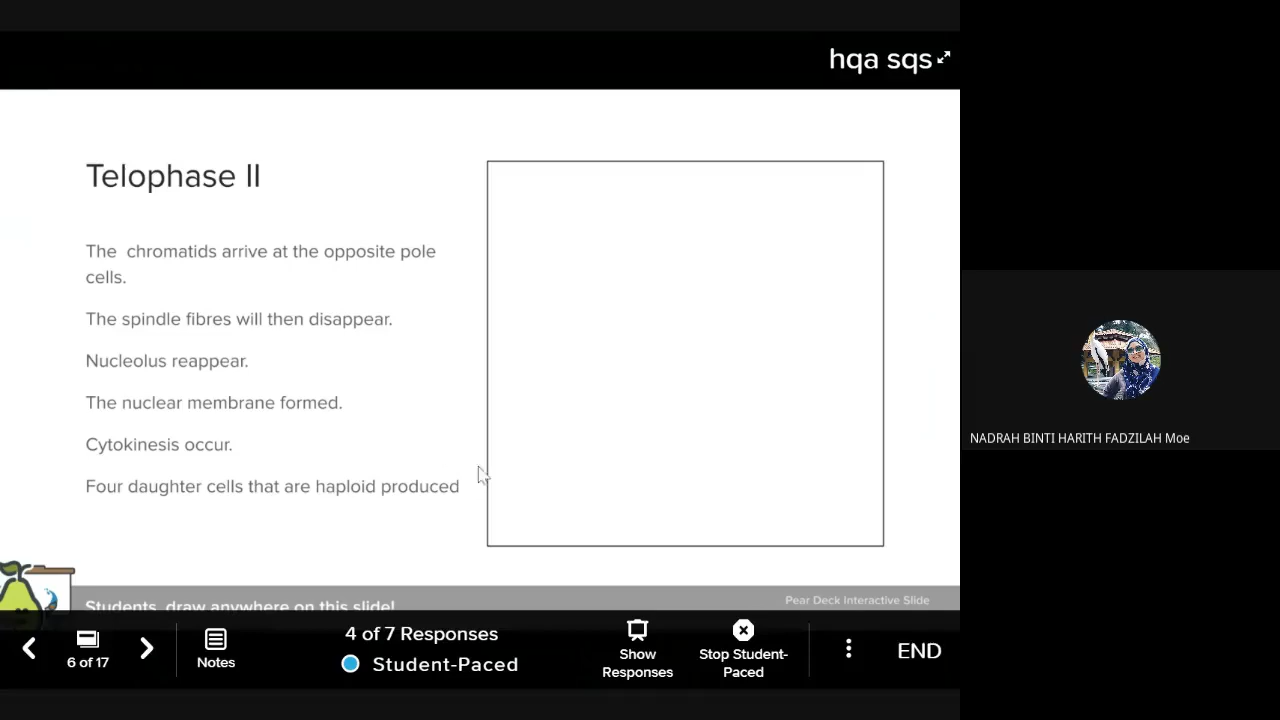 hqa sqs
Telophase II
The chromatids arrive at the opposite pole
cells.
The spindle fibres will then disappear.
Nucleolus reappear.
The nuclear membrane formed.
Cytokinesis occur.
Four daughter cells that are haploid produced
NADRAH BINTI HARITH FADZILAH Moe
Students, draw anywhere on this slide!
Pear Deck Interactive Slide
6 of 17
Notes
4 of 7 Responses
Student-Paced
Show
Responses
Stop Student-
Paced
END